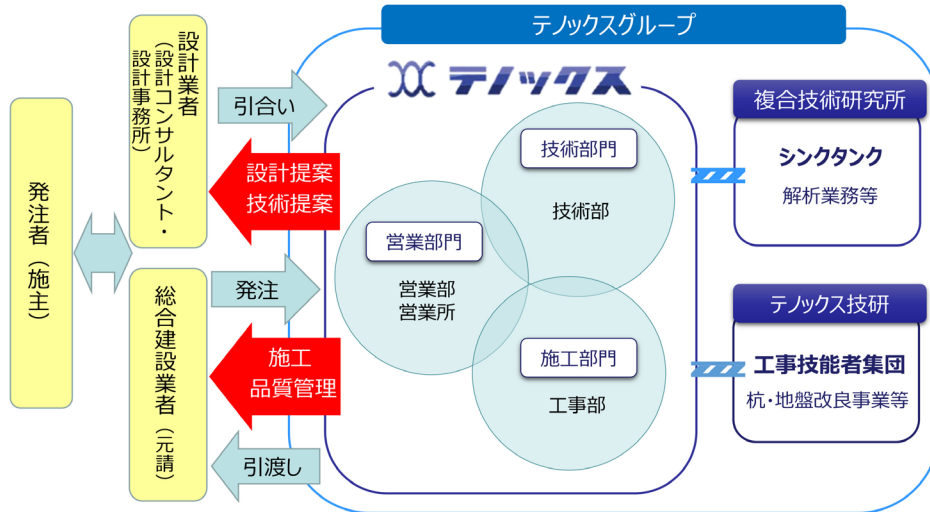 テノックスグループ
発注者（施主）
設計業者
（設計コンサルタント・
設計事務所）
総合建設業者（元請）
引合い
設計提案
技術提案
発注
施工
品質管理
引渡し
テノックス
技術部門
技術部
営業部門
営業部
営業所
施工部門
工事部
複合技術研究所
シンクタンク
解析業務等
テノックス技研
工事技能者集団
杭・地盤改良事業等